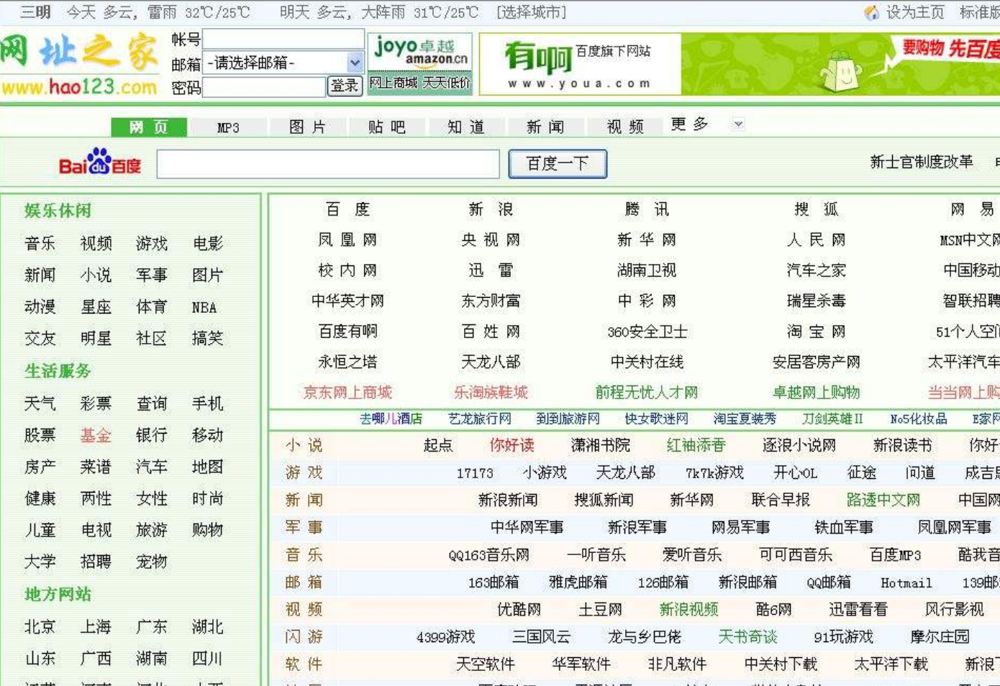 三明 今天 多云，雷雨 32℃/25℃ 明天 多云，大阵雨 31℃/25℃ [选择城市] 设为主页 标准版
网址之家
www.hao123.com
帐号
邮箱 -请选择邮箱-
密码 登录
joyo卓越
amazon.cn
网上商城 天天低价
有啊 百度旗下网站
www.youa.com
要购物 先百度
网 页 MP3 图 片 贴 吧 知 道 新 闻 视 频 更 多
Bai du 百度 百度一下 新士官制度改革
娱乐休闲
音乐 视频 游戏 电影
新闻 小说 军事 图片
动漫 星座 体育 NBA
交友 明星 社区 搞笑
生活服务
天气 彩票 查询 手机
股票 基金 银行 移动
房产 菜谱 汽车 地图
健康 两性 女性 时尚
儿童 电视 旅游 购物
大学 招聘 宠物
地方网站
北京 上海 广东 湖北
山东 广西 湖南 四川
百 度 新 浪 腾 讯 搜 狐 网 易
凤 凰 网 央 视 网 新 华 网 人 民 网 MSN中文网
校 内 网 迅 雷 湖南卫视 汽车之家 中国移动
中华英才网 东方财富 中 彩 网 瑞星杀毒 智联招聘
百度有啊 百 姓 网 360安全卫士 淘 宝 网 51个人空间
永恒之塔 天龙八部 中关村在线 安居客房产网 太平洋汽车
京东网上商城 乐淘族鞋城 前程无忧人才网 卓越网上购物 当当网上购
去哪儿酒店 艺龙旅行网 到到旅游网 快女歌迷网 淘宝夏装秀 刀剑英雄II No5化妆品 E家网
小 说 起点 你好读 潇湘书院 红袖添香 逐浪小说网 新浪读书 你好
游 戏 17173 小游戏 天龙八部 7k7k游戏 开心OL 征途 问道 成吉思
新 闻 新浪新闻 搜狐新闻 新华网 联合早报 路透中文网 中国网
军 事 中华网军事 新浪军事 网易军事 铁血军事 凤凰网军事
音 乐 QQ163音乐网 一听音乐 爱听音乐 可可西音乐 百度MP3 酷我音
邮 箱 163邮箱 雅虎邮箱 126邮箱 新浪邮箱 QQ邮箱 Hotmail 139邮
视 频 优酷网 土豆网 新浪视频 酷6网 迅雷看看 风行影视
闪 游 4399游戏 三国风云 龙与乡巴佬 天书奇谈 91玩游戏 摩尔庄园
软 件 天空软件 华军软件 非凡软件 中关村下载 太平洋下载 新浪下